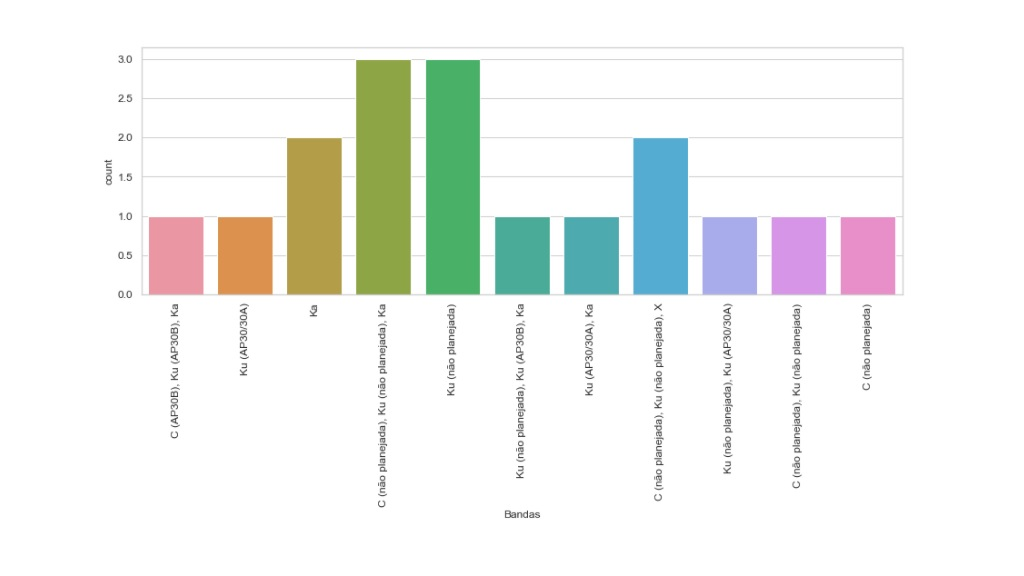 3.0
2.5
2.0
1.5
1.0
0.5
0.0
count
C (AP30B), Ku (AP30B), Ka
Ku (AP30/30A)
Ka
C (não planejada), Ku (não planejada), Ka
Ku (não planejada)
Ku (não planejada), Ku (AP30B), Ka
Ku (AP30/30A), Ka
C (não planejada), Ku (não planejada), X
Ku (não planejada), Ku (AP30/30A)
C (não planejada), Ku (não planejada)
C (não planejada)
Bandas